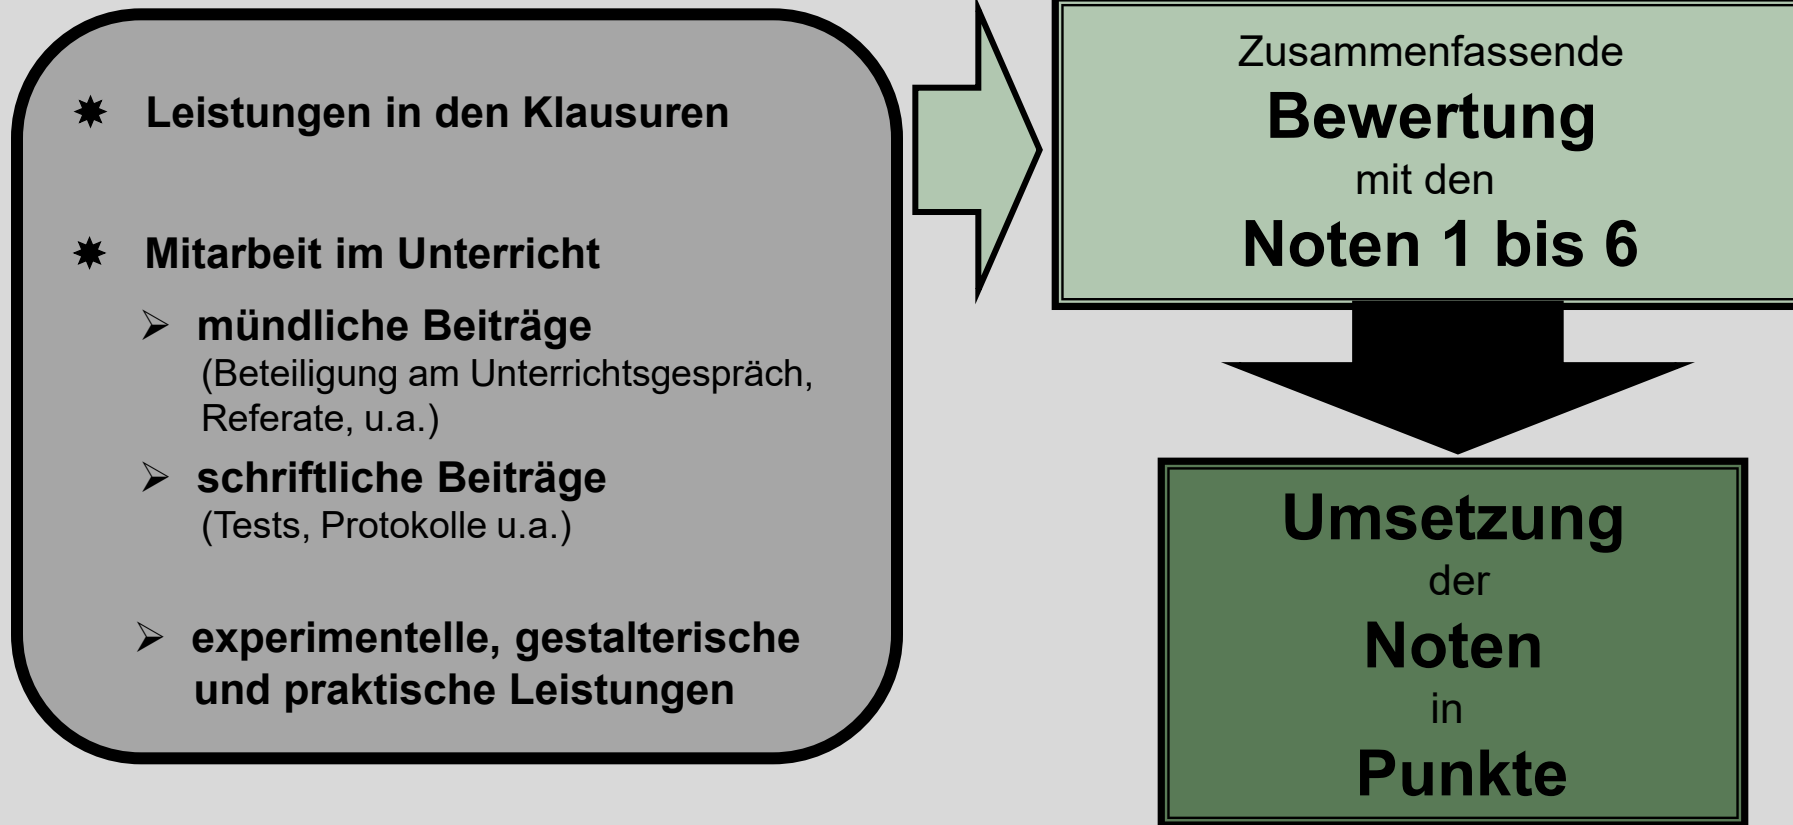 Leistungen in den Klausuren
Mitarbeit im Unterricht
mündliche Beiträge
(Beteiligung am Unterrichtsgespräch,
Referate, u.a.)
schriftliche Beiträge
(Tests, Protokolle u.a.)
experimentelle, gestalterische
und praktische Leistungen
Zusammenfassende
Bewertung
mit den
Noten 1 bis 6
Umsetzung
der
Noten
in
Punkte